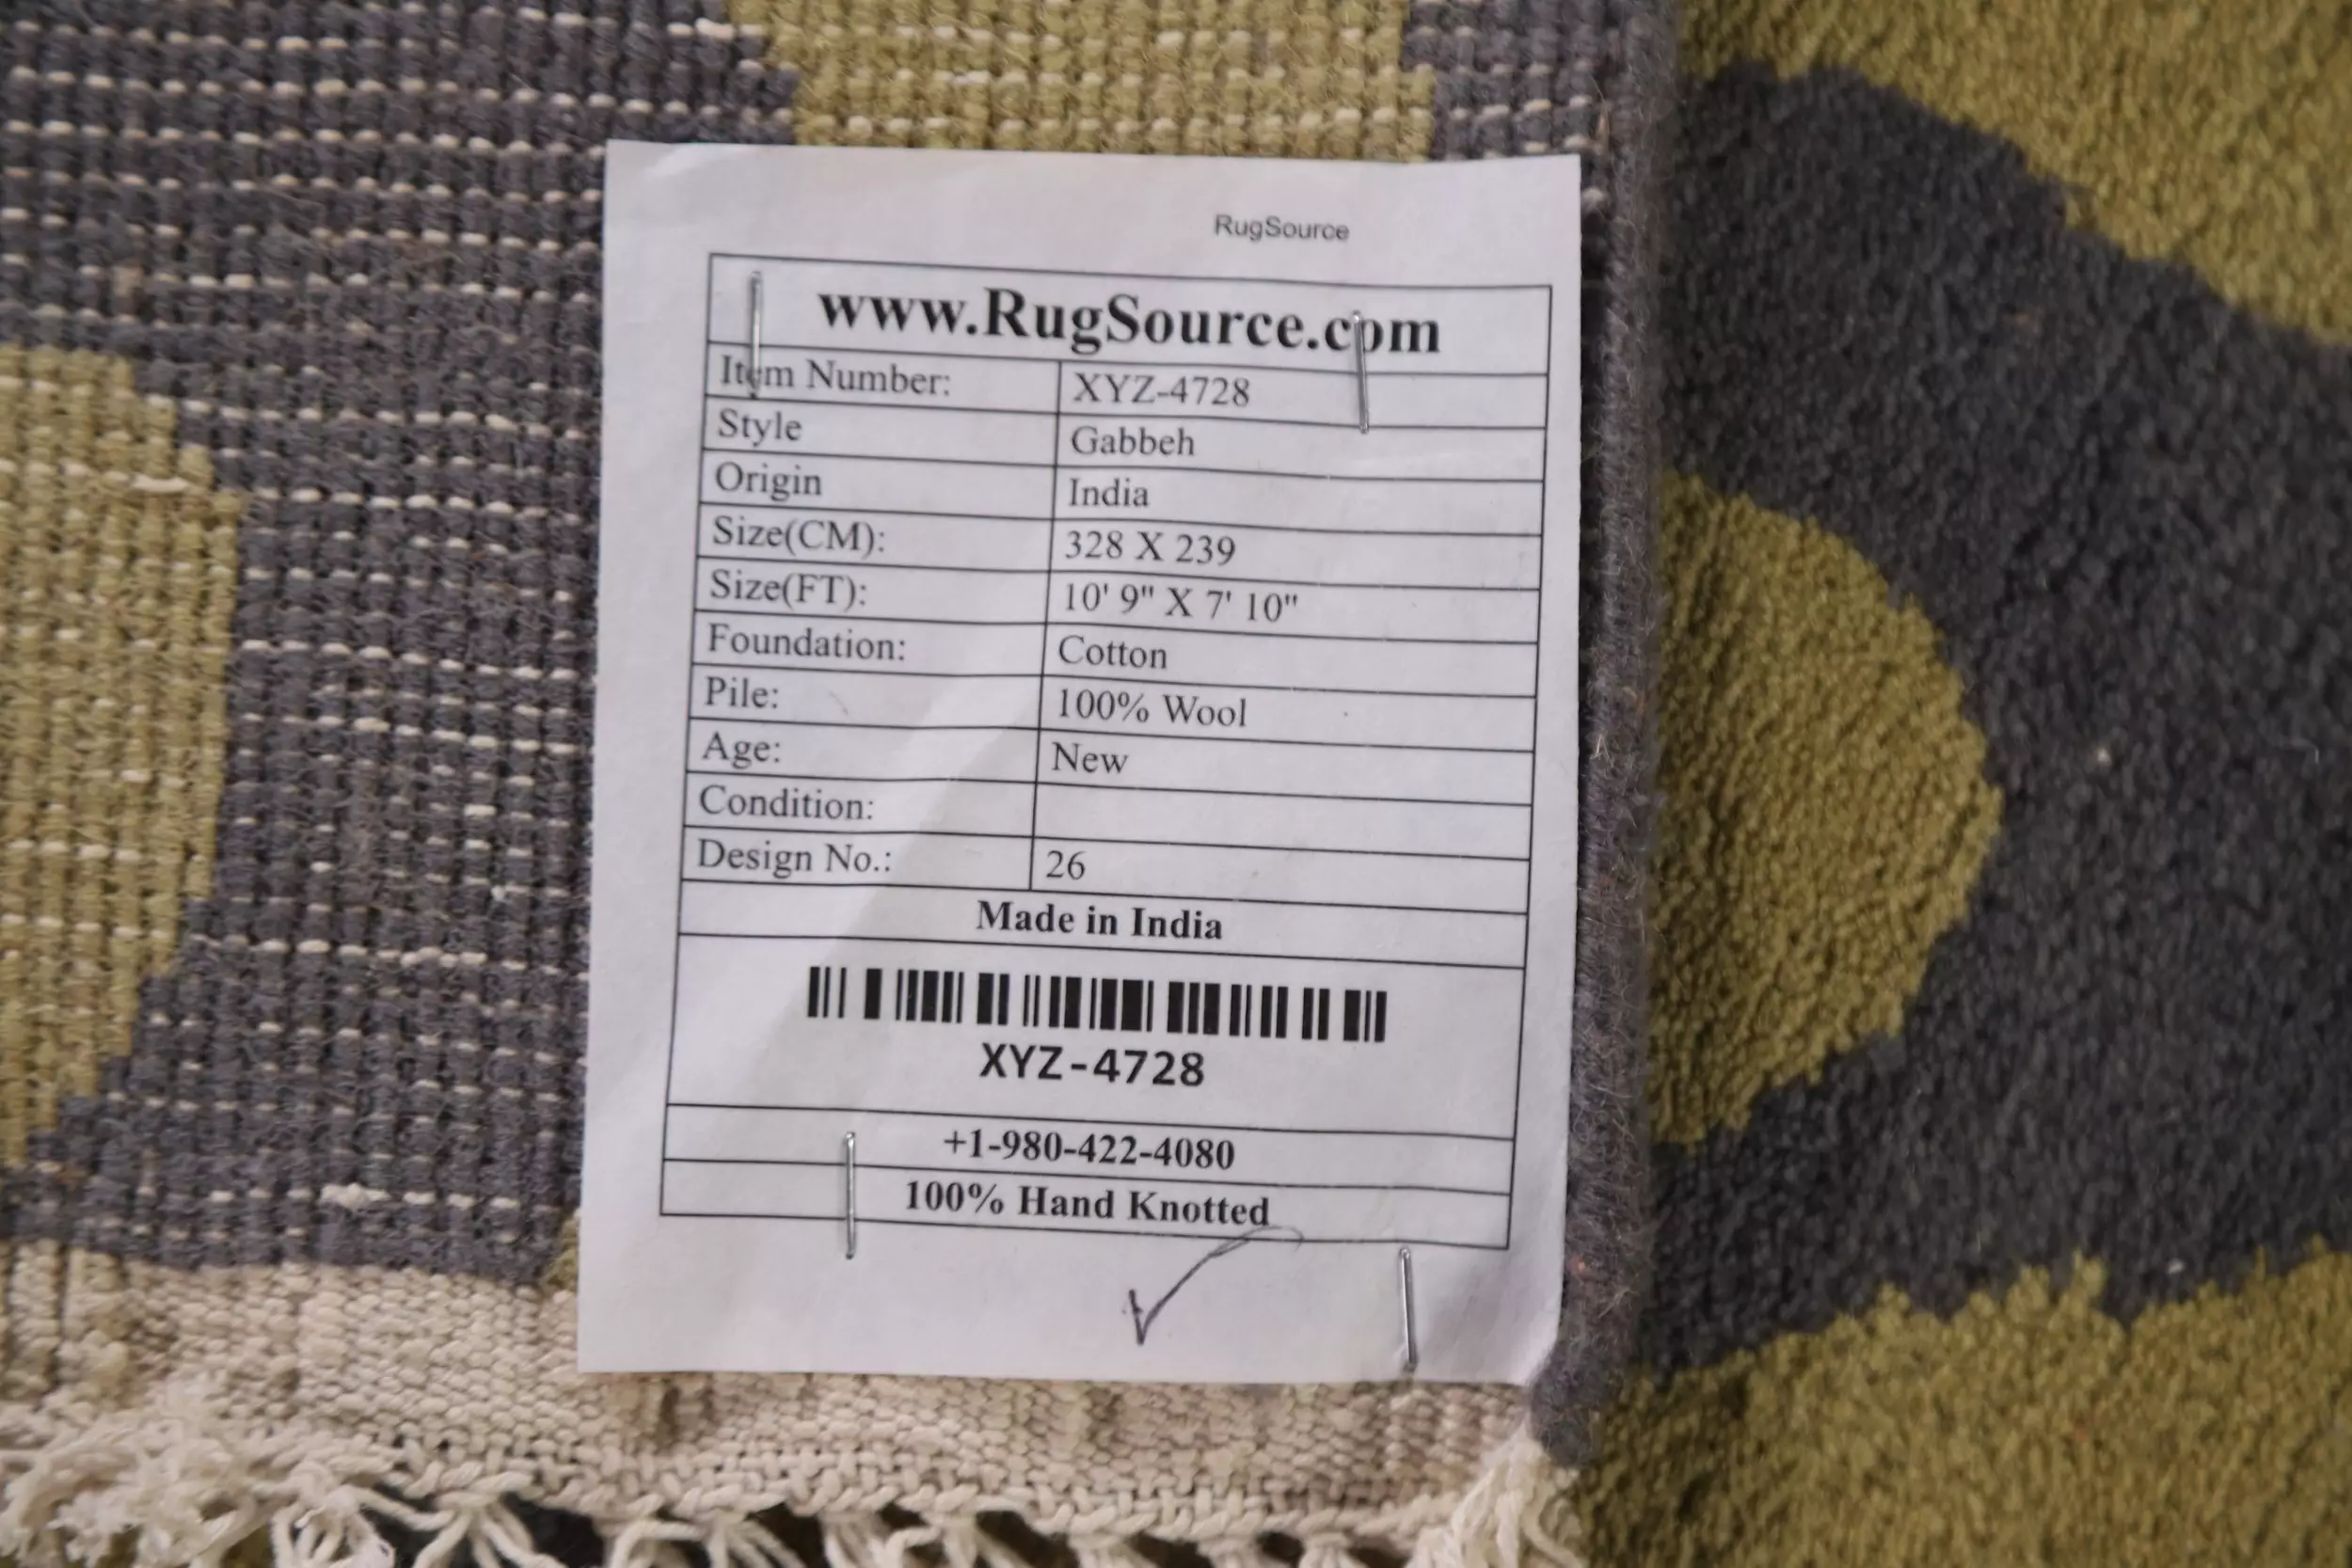 RugSource
www.RugSource.com
Item Number: XYZ-4728
Style Gabbeh
Origin India
Size(CM): 328 X 239
Size(FT): 10' 9" X 7' 10"
Foundation: Cotton
Pile: 100% Wool
Age: New
Condition:
Design No.: 26
Made in India
XYZ-4728
+1-980-422-4080
100% Hand Knotted